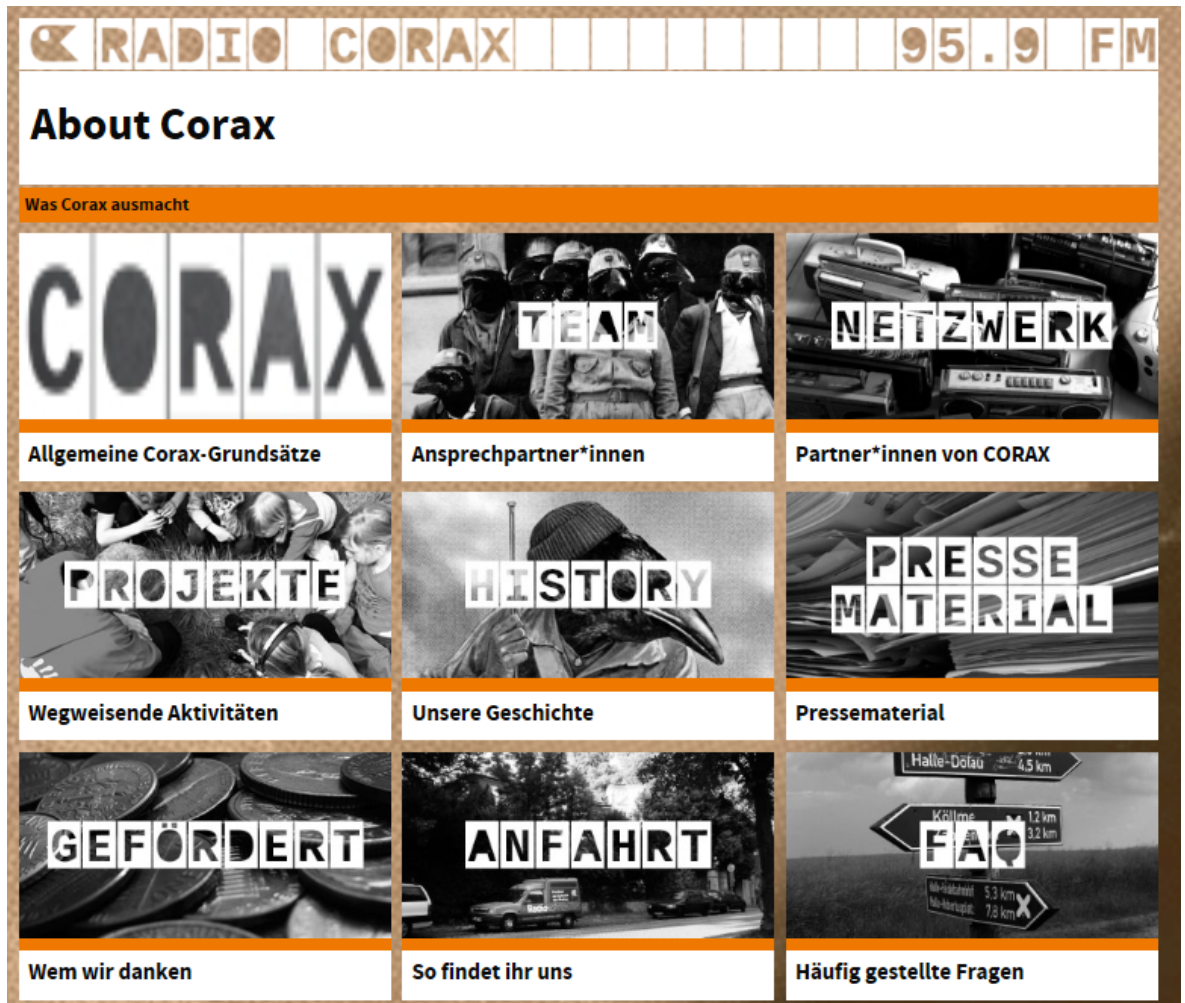 RADIO CORAX 95.9 FM
About Corax
Was Corax ausmacht
CORAX
TEAM
NETZWERK
Allgemeine Corax-Grundsätze
Ansprechpartner*innen
Partner*innen von CORAX
PROJEKTE
HISTORY
PRESSE
MATERIAL
Wegweisende Aktivitäten
Unsere Geschichte
Pressematerial
GEFÖRDERT
ANFAHRT
Halle-Dölau 4,5 km
Köllme 1,2 km
3,2 km
FAQ
5,3 km
7,8 km
Wem wir danken
So findet ihr uns
Häufig gestellte Fragen